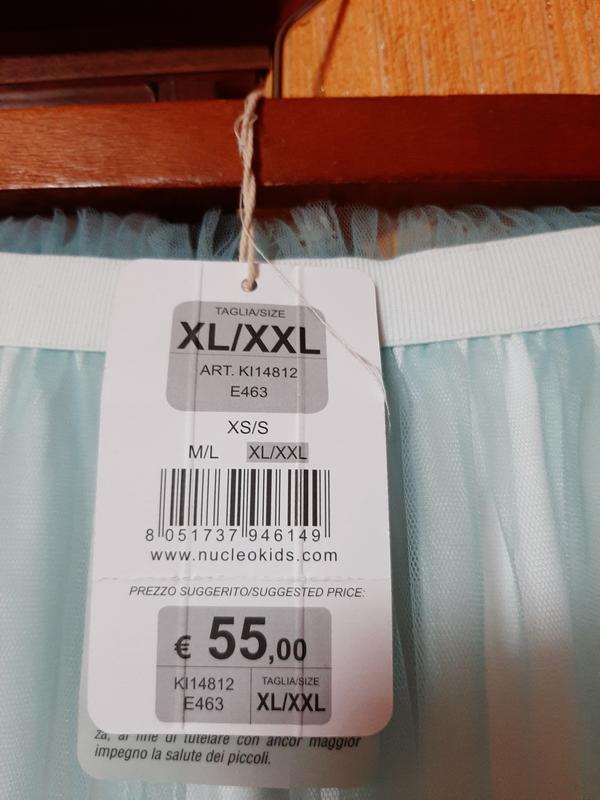 TAGLIA/SIZE
XL/XXL
ART. KI14812
E463
XS/S
M/L XL/XXL
8 051737 946149
www.nucleokids.com
PREZZO SUGGERITO/SUGGESTED PRICE:
€ 55,00
KI14812 TAGLIA/SIZE
E463 XL/XXL
za, al fine di tutelare con ancor maggior
impegno la salute dei piccoli.